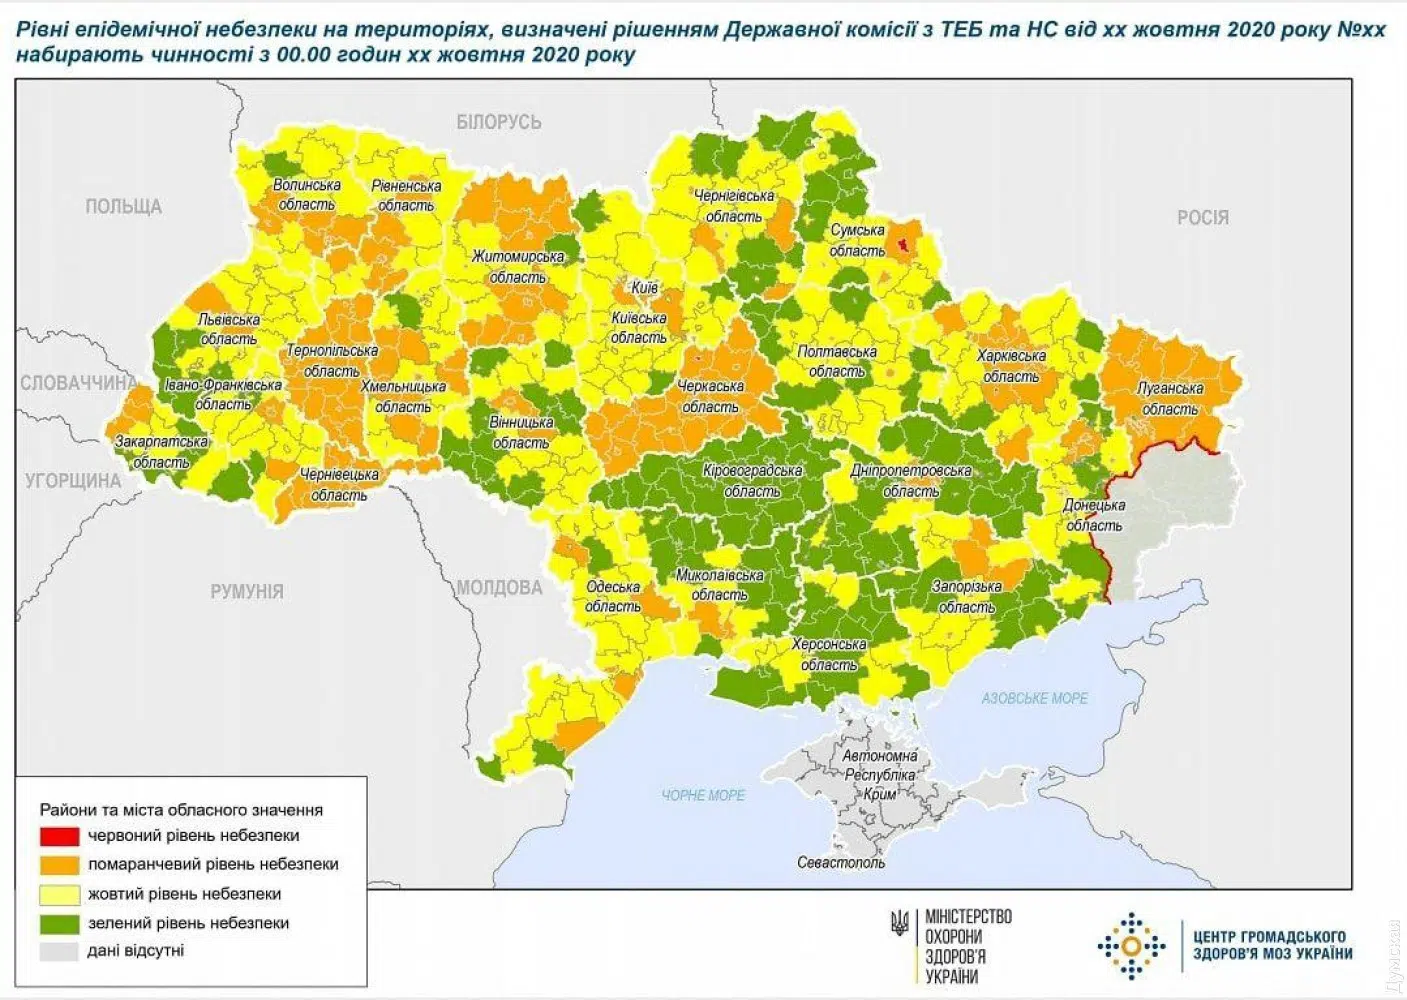 Рівні епідемічної небезпеки на територіях, визначені рішенням Державної комісії з ТЕБ та НС від xx жовтня 2020 року №xx
набирають чинності з 00.00 годин xx жовтня 2020 року
БІЛОРУСЬ
ПОЛЬЩА
РОСІЯ
СЛОВАЧЧИНА
УГОРЩИНА
РУМУНІЯ
МОЛДОВА
Волинська
область
Рівненська
область
Житомирська
область
Чернігівська
область
Сумська
область
Київ
Київська
область
Львівська
область
Тернопільська
область
Хмельницька
область
Івано-Франківська
область
Закарпатська
область
Чернівецька
область
Вінницька
область
Черкаська
область
Полтавська
область
Харківська
область
Луганська
область
Кіровоградська
область
Дніпропетровська
область
Донецька
область
Одеська
область
Миколаївська
область
Запорізька
область
Херсонська
область
АЗОВСЬКЕ МОРЕ
ЧОРНЕ МОРЕ
Автономна
Республіка
Крим
Севастополь
Райони та міста обласного значення
червоний рівень небезпеки
помаранчевий рівень небезпеки
жовтий рівень небезпеки
зелений рівень небезпеки
дані відсутні
МІНІСТЕРСТВО
ОХОРОНИ
ЗДОРОВ'Я
УКРАЇНИ
ЦЕНТР ГРОМАДСЬКОГО
ЗДОРОВ'Я МОЗ УКРАЇНИ
Думская